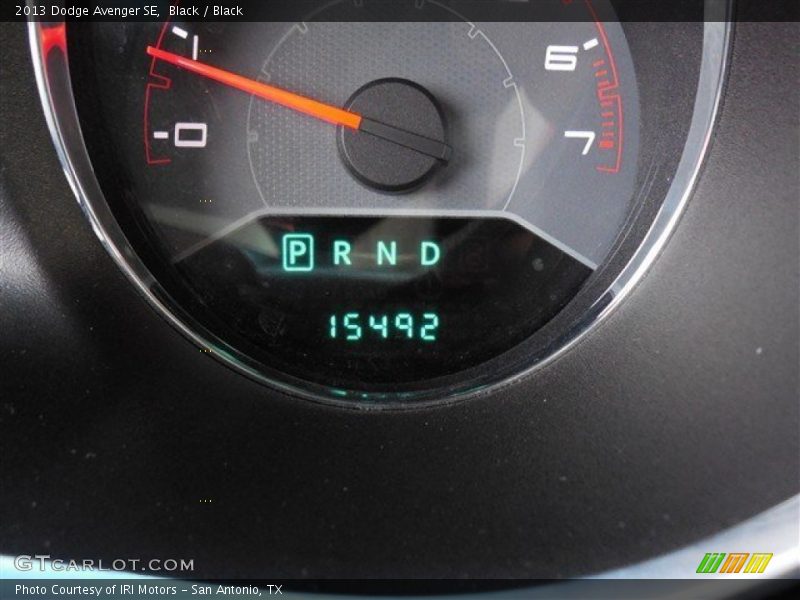 2013 Dodge Avenger SE, Black / Black
1
6
0
7
P R N D
15492
GTCARLOT.COM
Photo Courtesy of IRI Motors – San Antonio, TX